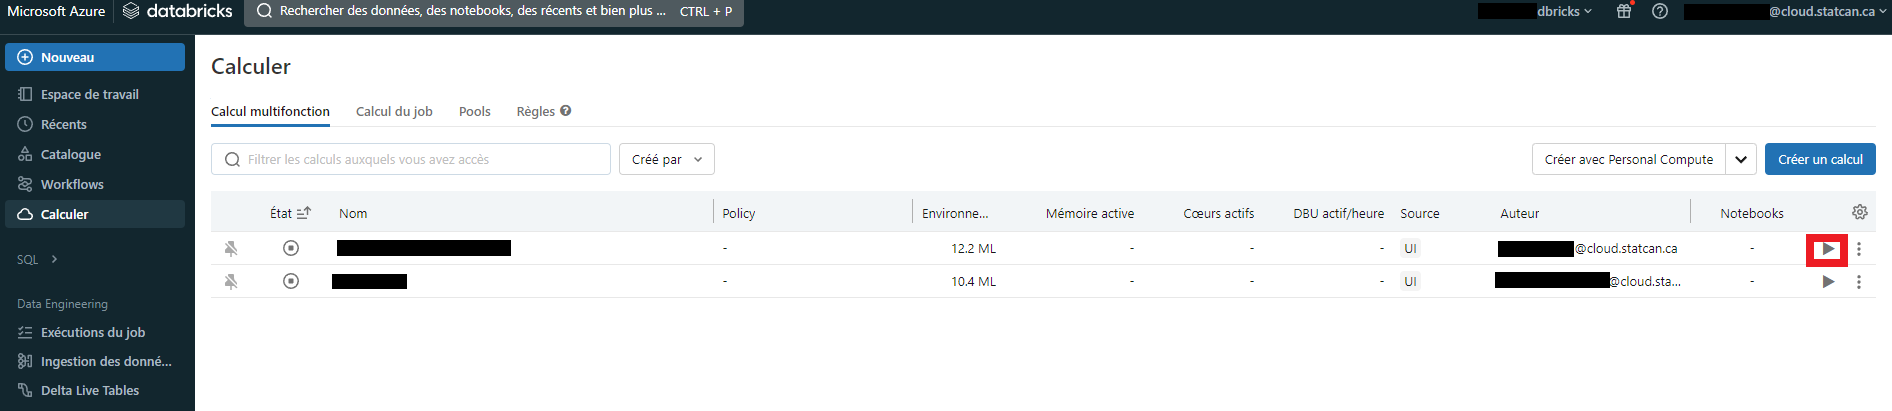 Microsoft Azure databricks Rechercher des données, des notebooks, des récents et bien plus ... CTRL + P dbricks @cloud.statcan.ca
Nouveau
Espace de travail
Récents
Catalogue
Workflows
Calculer
SQL
Data Engineering
Exécutions du job
Ingestion des donné...
Delta Live Tables
Calculer
Calcul multifonction Calcul du job Pools Règles
Filtrer les calculs auxquels vous avez accès Créé par Créer avec Personal Compute Créer un calcul
État Nom Policy Environne... Mémoire active Cœurs actifs DBU actif/heure Source Auteur Notebooks
- 12.2 ML - - - UI @cloud.statcan.ca -
- 10.4 ML - - - UI @cloud.sta... -